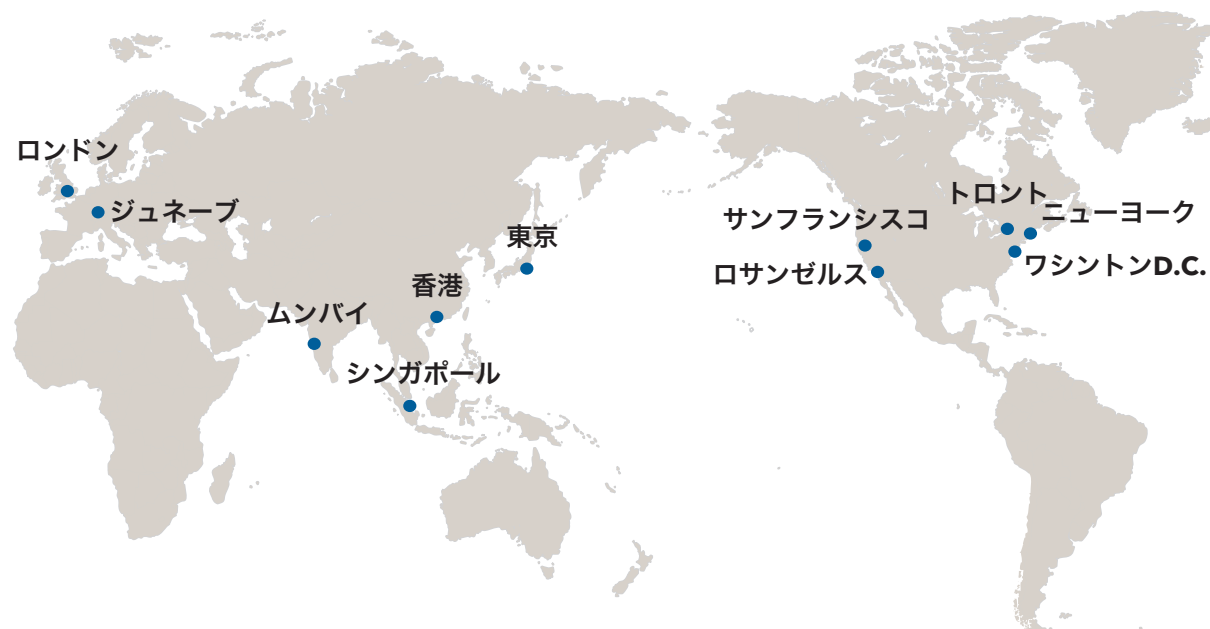 ロンドン
ジュネーブ
東京
香港
ムンバイ
シンガポール
トロント
ニューヨーク
サンフランシスコ
ロサンゼルス
ワシントンD.C.